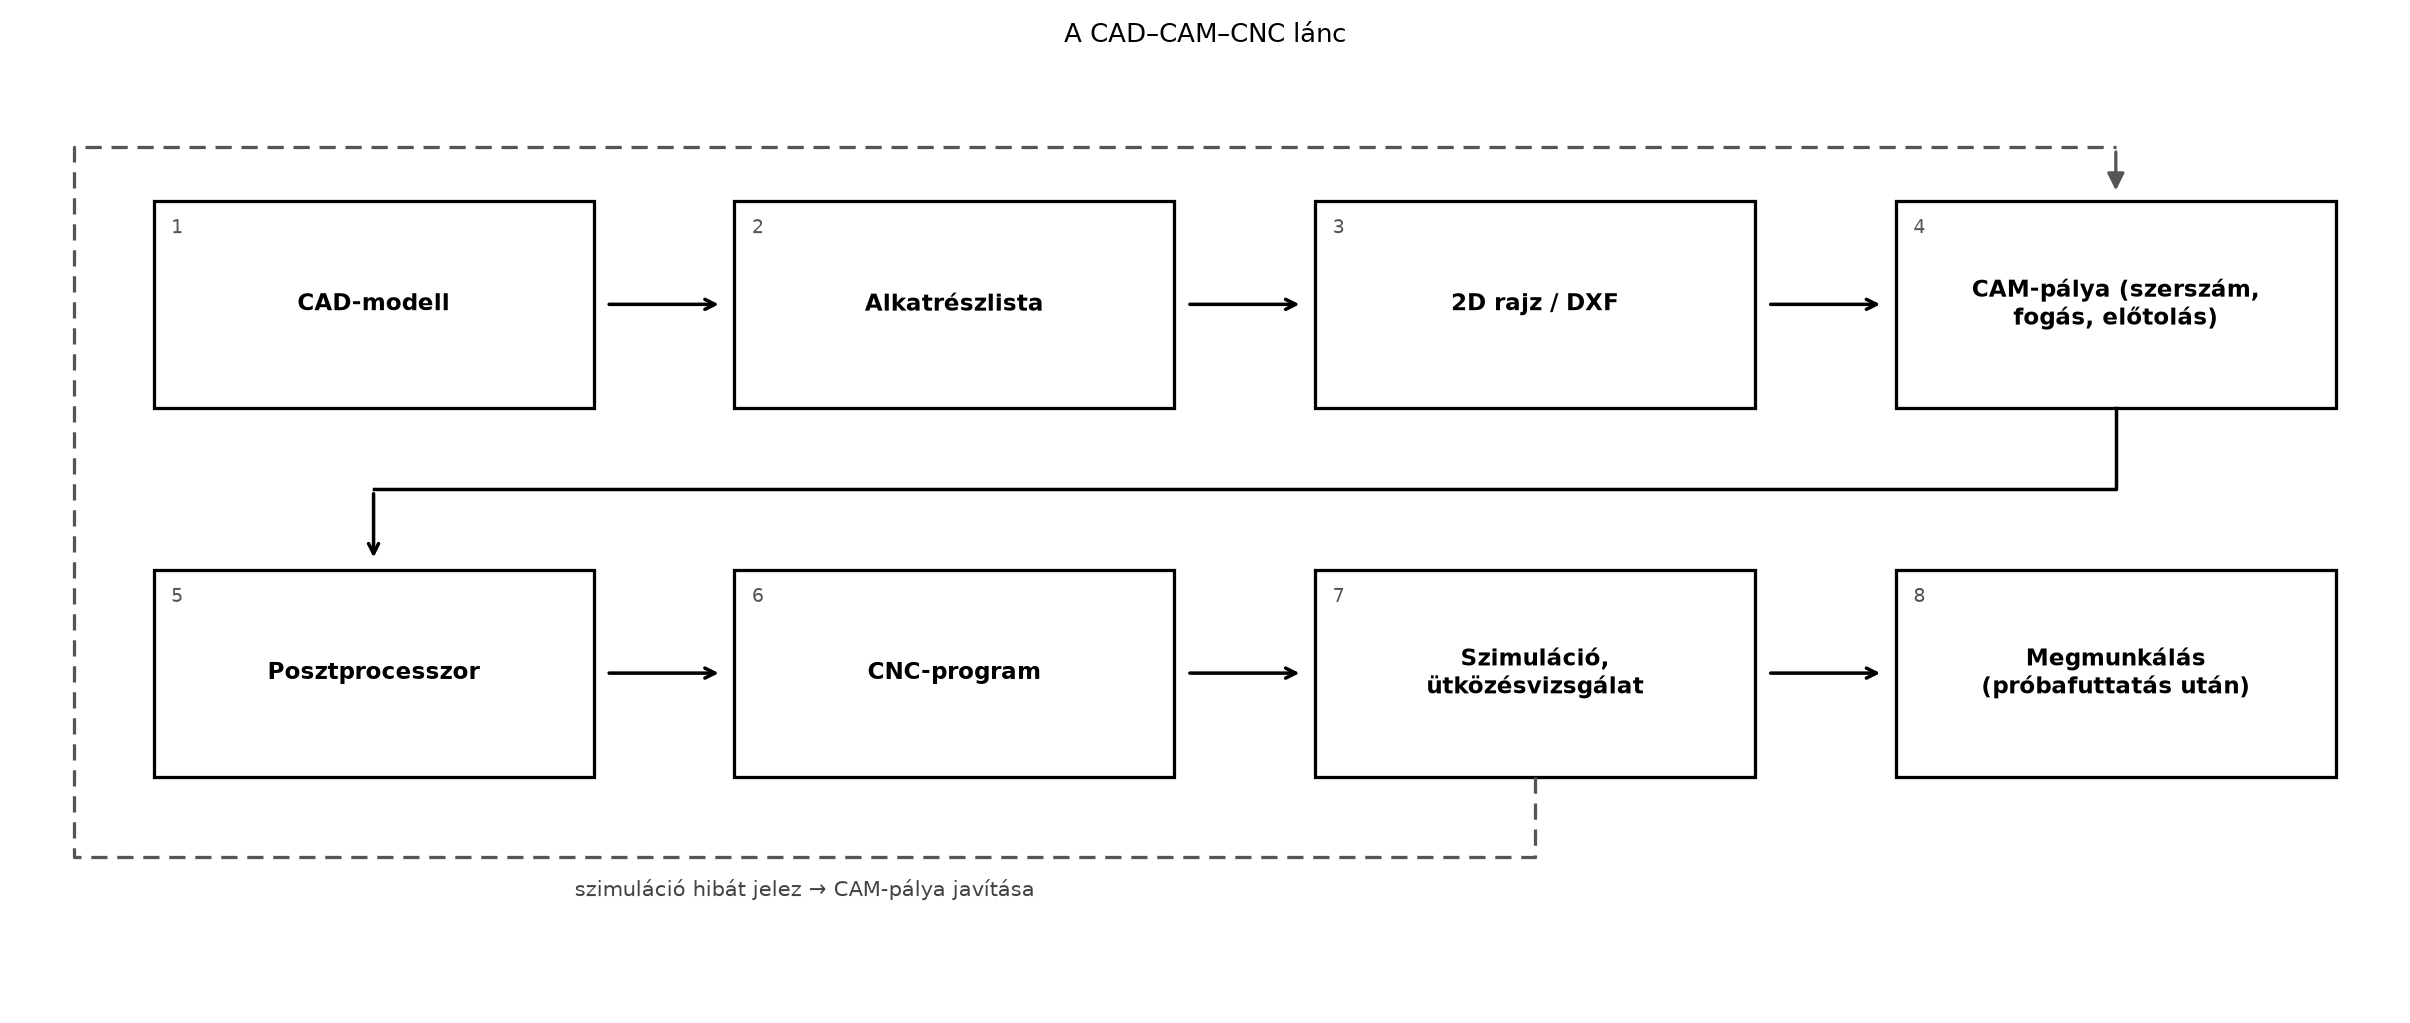 A CAD–CAM–CNC lánc
1
CAD-modell
2
Alkatrészlista
3
2D rajz / DXF
4
CAM-pálya (szerszám,
fogás, előtolás)
5
Posztprocesszor
6
CNC-program
7
Szimuláció,
ütközésvizsgálat
8
Megmunkálás
(próbafuttatás után)
szimuláció hibát jelez → CAM-pálya javítása